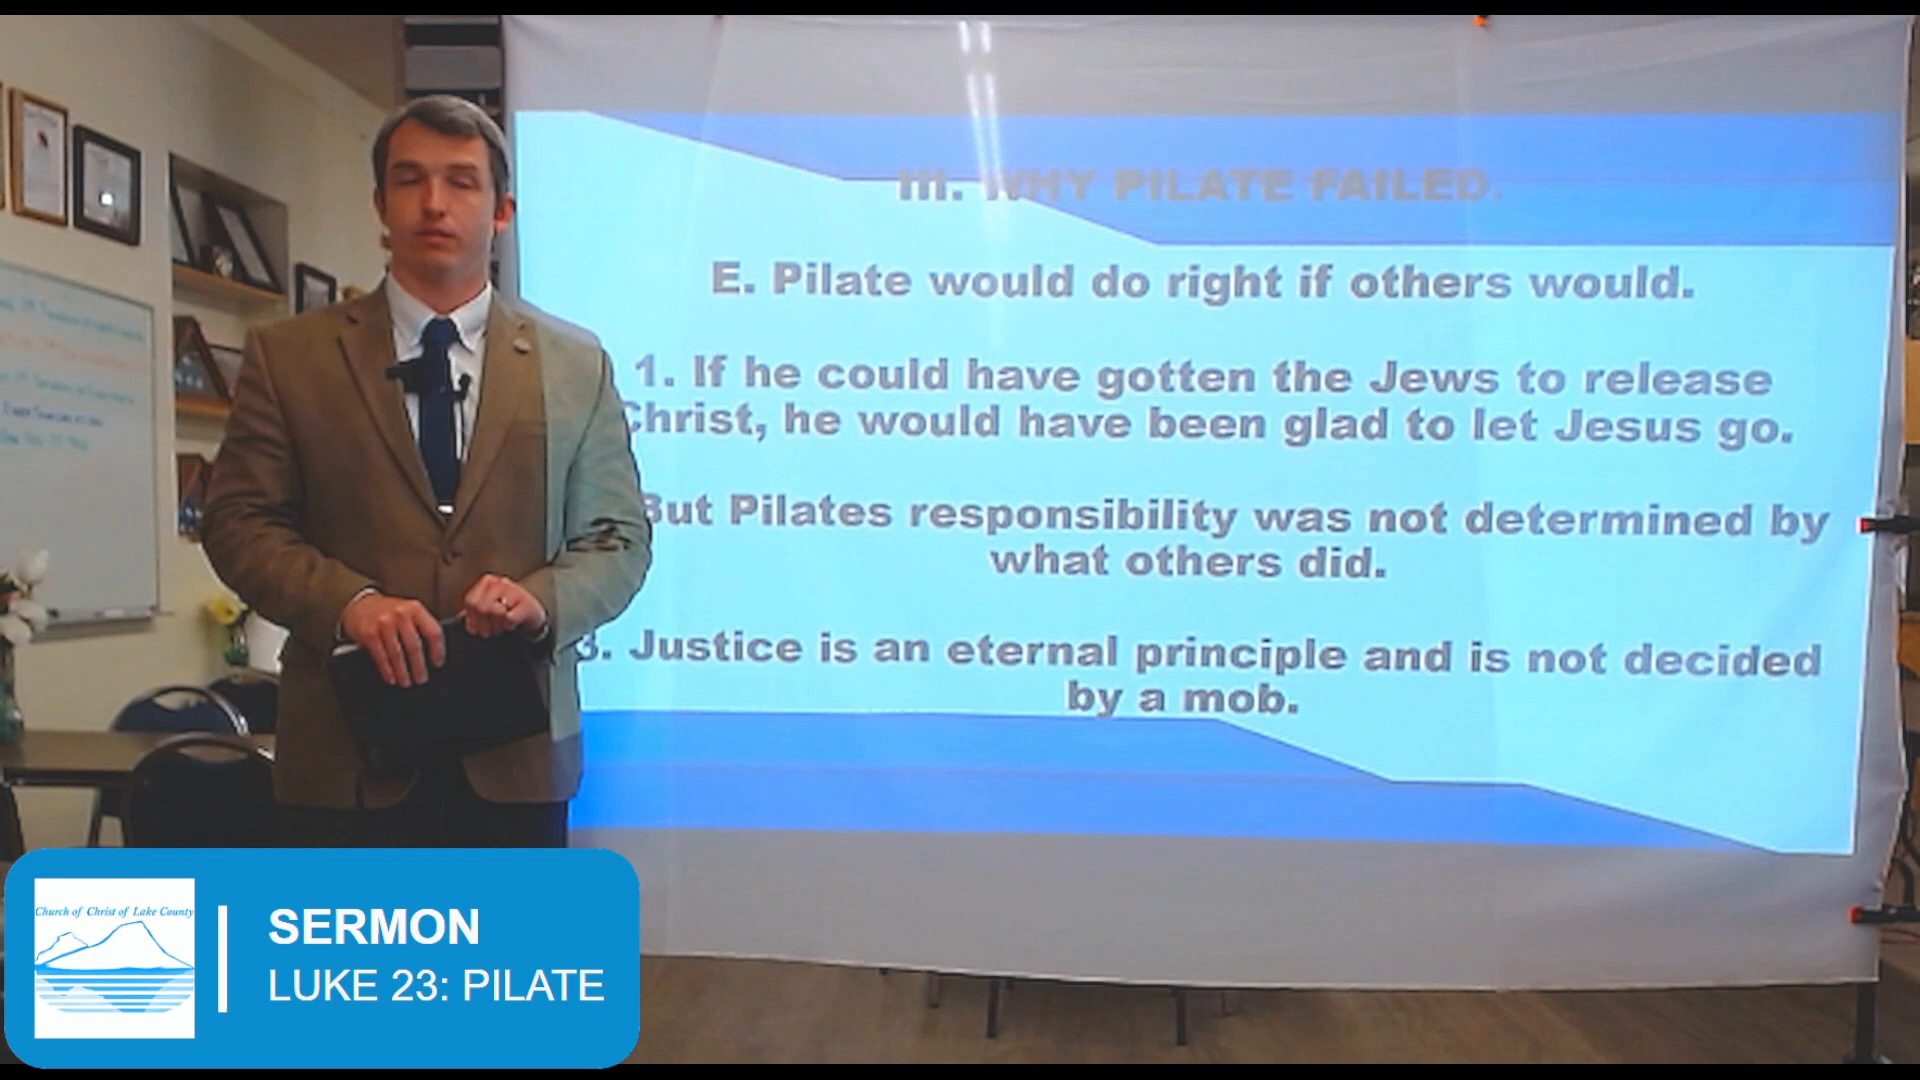 III. WHY PILATE FAILED.
E. Pilate would do right if others would.
1. If he could have gotten the Jews to release
Christ, he would have been glad to let Jesus go.
But Pilates responsibility was not determined by
what others did.
3. Justice is an eternal principle and is not decided
by a mob.
Church of Christ of Lake County
SERMON
LUKE 23: PILATE